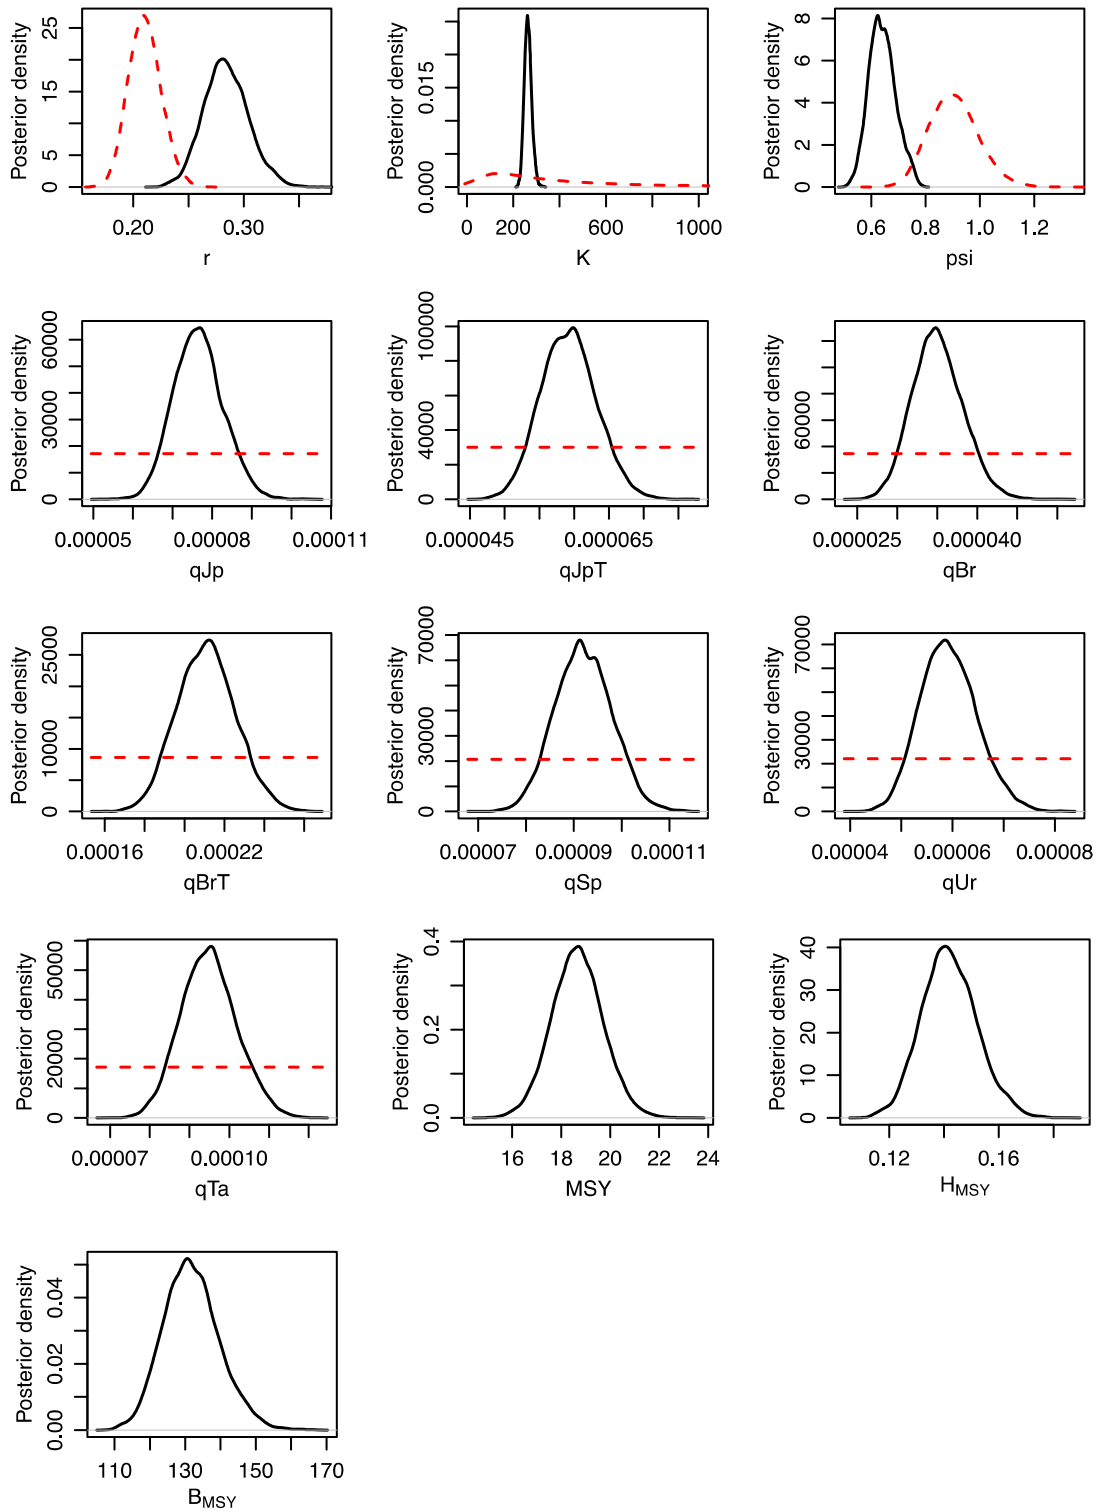 Posterior density
0 5 15 25
0.20 0.30
r
Posterior density
0.000 0.015
0 200 600 1000
K
Posterior density
0 2 4 6 8
0.6 0.8 1.0 1.2
psi
Posterior density
0 30000 60000
0.00005 0.00008 0.00011
qJp
Posterior density
0 40000 100000
0.000045 0.000065
qJpT
Posterior density
0 60000
0.000025 0.000040
qBr
Posterior density
0 10000 25000
0.00016 0.00022
qBrT
Posterior density
0 30000 70000
0.00007 0.00009 0.00011
qSp
Posterior density
0 30000 70000
0.00004 0.00006 0.00008
qUr
Posterior density
0 20000 50000
0.00007 0.00010
qTa
Posterior density
0.0 0.2 0.4
16 18 20 22 24
MSY
Posterior density
0 10 20 30 40
0.12 0.16
HMSY
Posterior density
0.00 0.02 0.04
110 130 150 170
BMSY